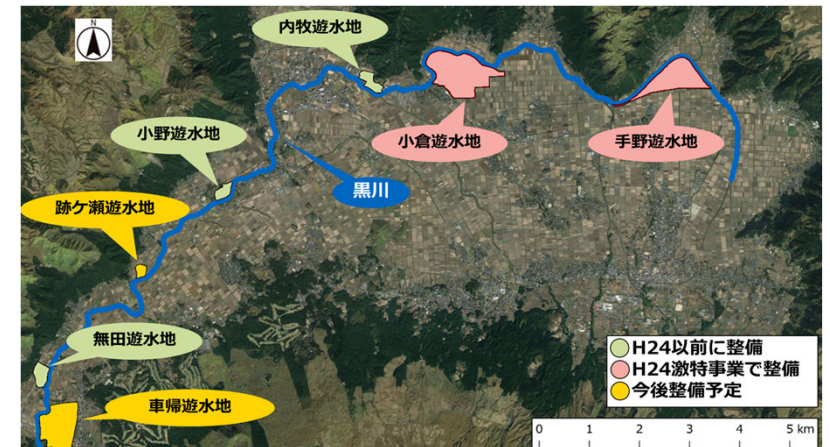 内牧遊水地
小野遊水地
小倉遊水地
手野遊水地
黒川
跡ケ瀬遊水地
無田遊水地
車帰遊水地
H24以前に整備
H24激特事業で整備
今後整備予定
0 1 2 3 4 5 km